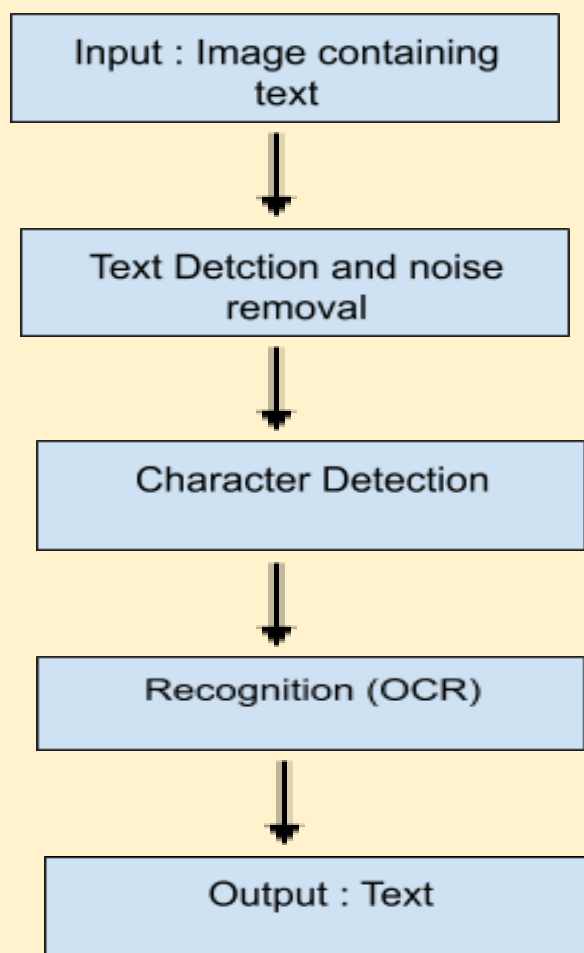 Input : Image containing
text
Text Detction and noise
removal
Character Detection
Recognition (OCR)
Output : Text